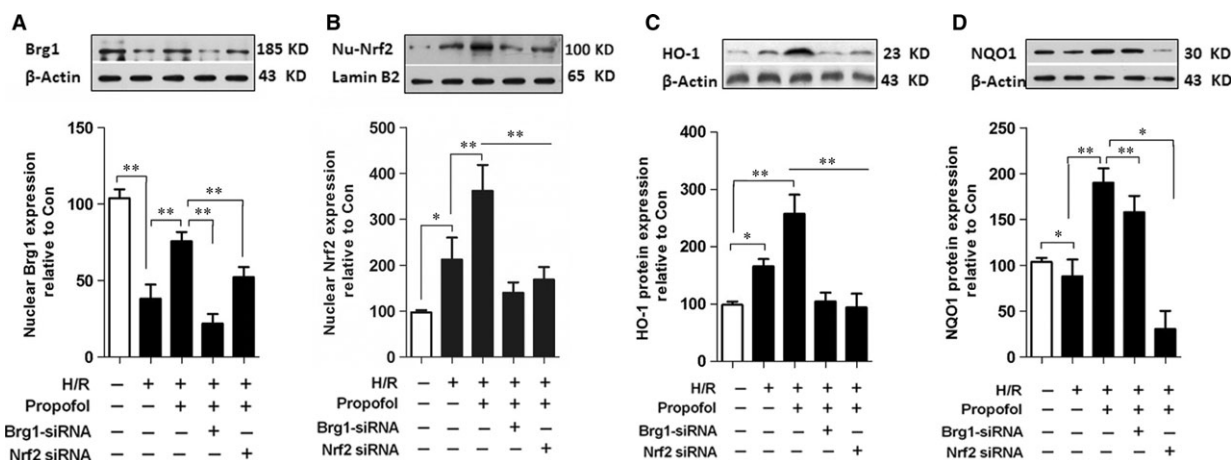 A
Brg1 185 KD
β-Actin 43 KD
Nuclear Brg1 expression
relative to Con
150
100
50
0
** ** ** **
H/R − + + + +
Propofol − − + + +
Brg1-siRNA − − − + −
Nrf2 siRNA − − − − +
B
Nu-Nrf2 100 KD
Lamin B2 65 KD
Nuclear Nrf2 expression
relative to Con
500
400
300
200
100
0
* ** **
H/R − + + + +
Propofol − − + + +
Brg1-siRNA − − − + −
Nrf2 siRNA − − − − +
C
HO-1 23 KD
β-Actin 43 KD
HO-1 protein expression
relative to Con
400
300
200
100
0
* ** **
H/R − + + + +
Propofol − − + + +
Brg1-siRNA − − − + −
Nrf2 siRNA − − − − +
D
NQO1 30 KD
β-Actin 43 KD
NQO1 protein expression
relative to Con
250
200
150
100
50
0
* ** ** *
H/R − + + + +
Propofol − − + + +
Brg1-siRNA − − − + −
Nrf2 siRNA − − − − +